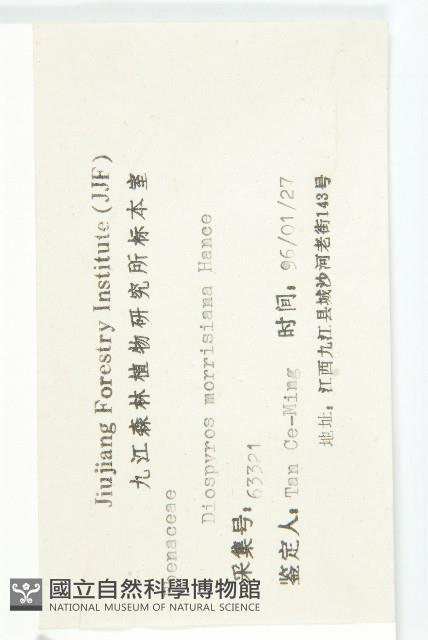 Jiujiang Forestry Institute (JJF)
九江森林植物研究所标本室
Diospyros morrisiana Hance
采集号: 63321
鉴定人: Tan Ce-Ming 时间: 96/01/27
地址: 江西九江县城沙河老街143号
國立自然科學博物館
NATIONAL MUSEUM OF NATURAL SCIENCE